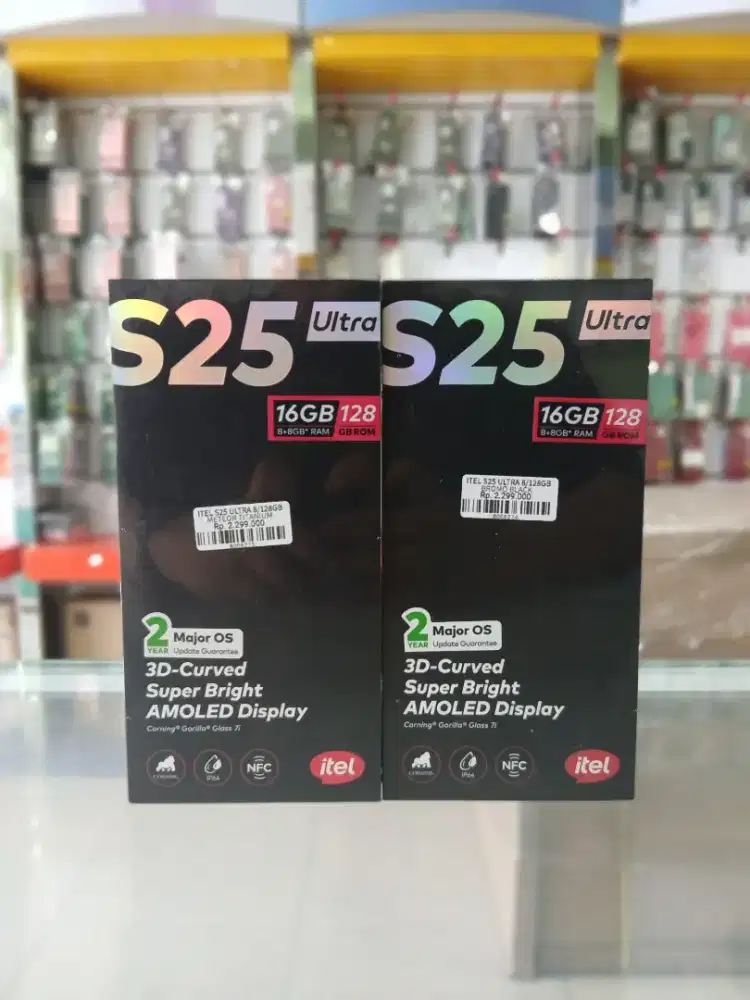 S25 Ultra
16GB 128
8+8GB* RAM GB ROM
ITEL S25 ULTRA 8/128GB
METEOR TITANIUM
Rp. 2.299.000
2 YEAR
Major OS
Update Guarantee
3D-Curved
Super Bright
AMOLED Display
Corning® Gorilla® Glass 7i
IP64
NFC
itel
S25 Ultra
16GB 128
8+8GB* RAM GB ROM
ITEL S25 ULTRA 8/128GB
BROMO BLACK
Rp. 2.299.000
2 YEAR
Major OS
Update Guarantee
3D-Curved
Super Bright
AMOLED Display
Corning® Gorilla® Glass 7i
IP64
NFC
itel